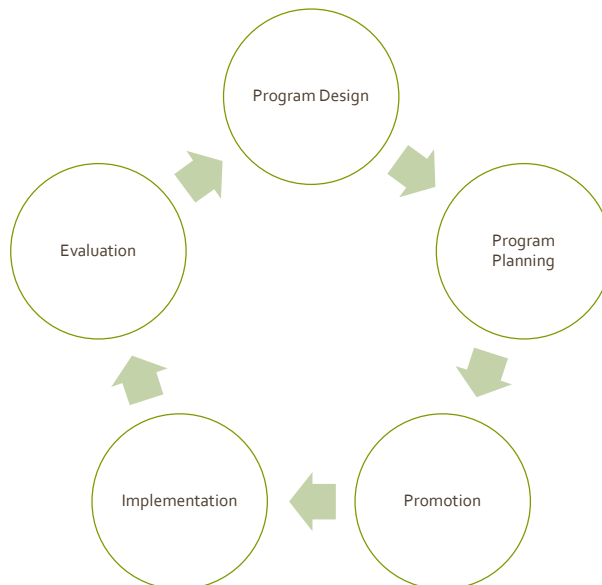 Program Design
Program
Planning
Promotion
Implementation
Evaluation